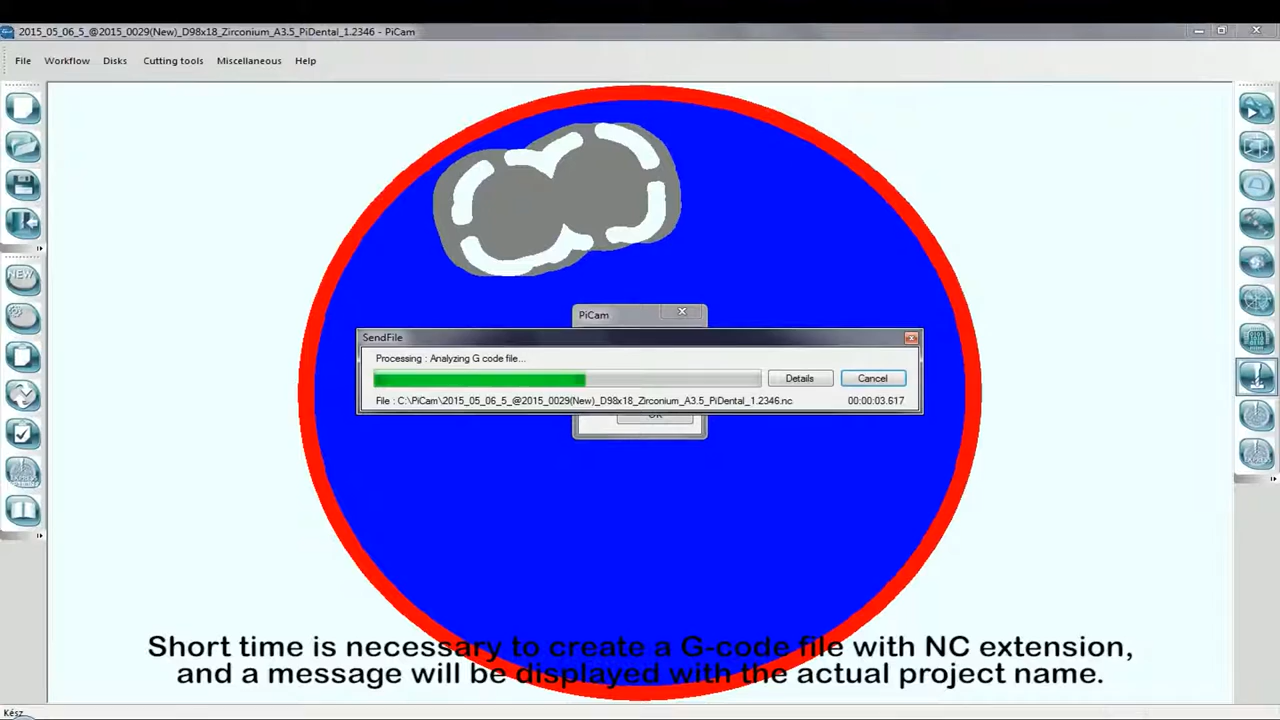 2015_05_06_5_@2015_0029(New)_D98x18_Zirconium_A3.5_PiDental_1.2346 - PiCam
File Workflow Disks Cutting tools Miscellaneous Help
NEW
PiCam
SendFile
Processing : Analyzing G code file...
Details Cancel
File : C:\PiCam\2015_05_06_5_@2015_0029(New)_D98x18_Zirconium_A3.5_PiDental_1.2346.nc 00:00:03.617
OK
Short time is necessary to create a G-code file with NC extension,
and a message will be displayed with the actual project name.
Kész